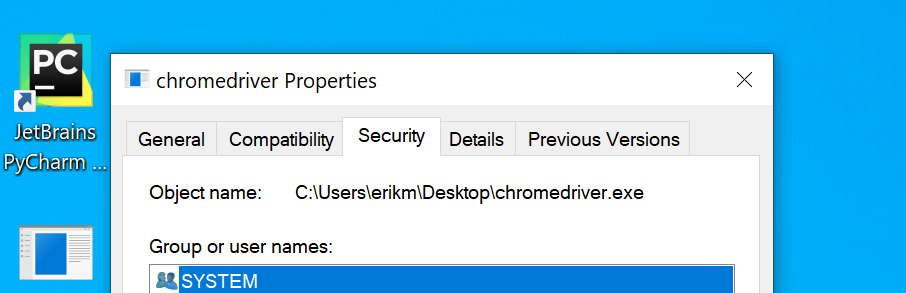 PC
chromedriver Properties
JetBrains
PyCharm ...
General Compatibility Security Details Previous Versions
Object name: C:\Users\erikm\Desktop\chromedriver.exe
Group or user names:
SYSTEM